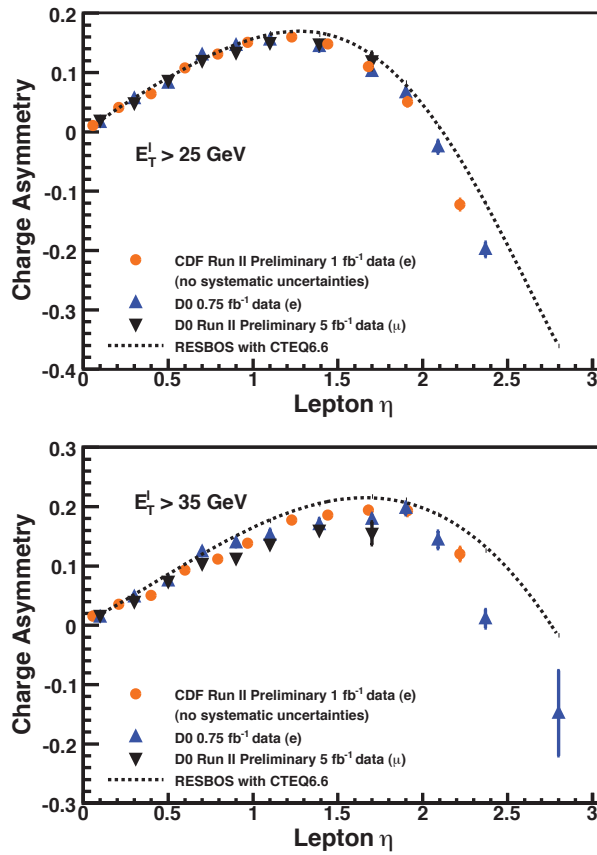 Charge Asymmetry
0.2
0.1
0
-0.1
-0.2
-0.3
-0.4
E_T^l > 25 GeV
CDF Run II Preliminary 1 fb⁻¹ data (e)
(no systematic uncertainties)
D0 0.75 fb⁻¹ data (e)
D0 Run II Preliminary 5 fb⁻¹ data (μ)
RESBOS with CTEQ6.6
0 0.5 1 1.5 2 2.5 3
Lepton η
Charge Asymmetry
0.3
0.2
0.1
0
-0.1
-0.2
-0.3
E_T^l > 35 GeV
CDF Run II Preliminary 1 fb⁻¹ data (e)
(no systematic uncertainties)
D0 0.75 fb⁻¹ data (e)
D0 Run II Preliminary 5 fb⁻¹ data (μ)
RESBOS with CTEQ6.6
0 0.5 1 1.5 2 2.5 3
Lepton η